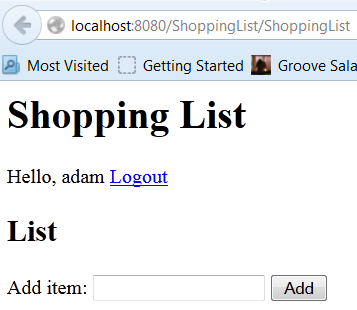 localhost:8080/ShoppingList/ShoppingList
Most Visited Getting Started Groove Sala
Shopping List
Hello, adam Logout
List
Add item: Add